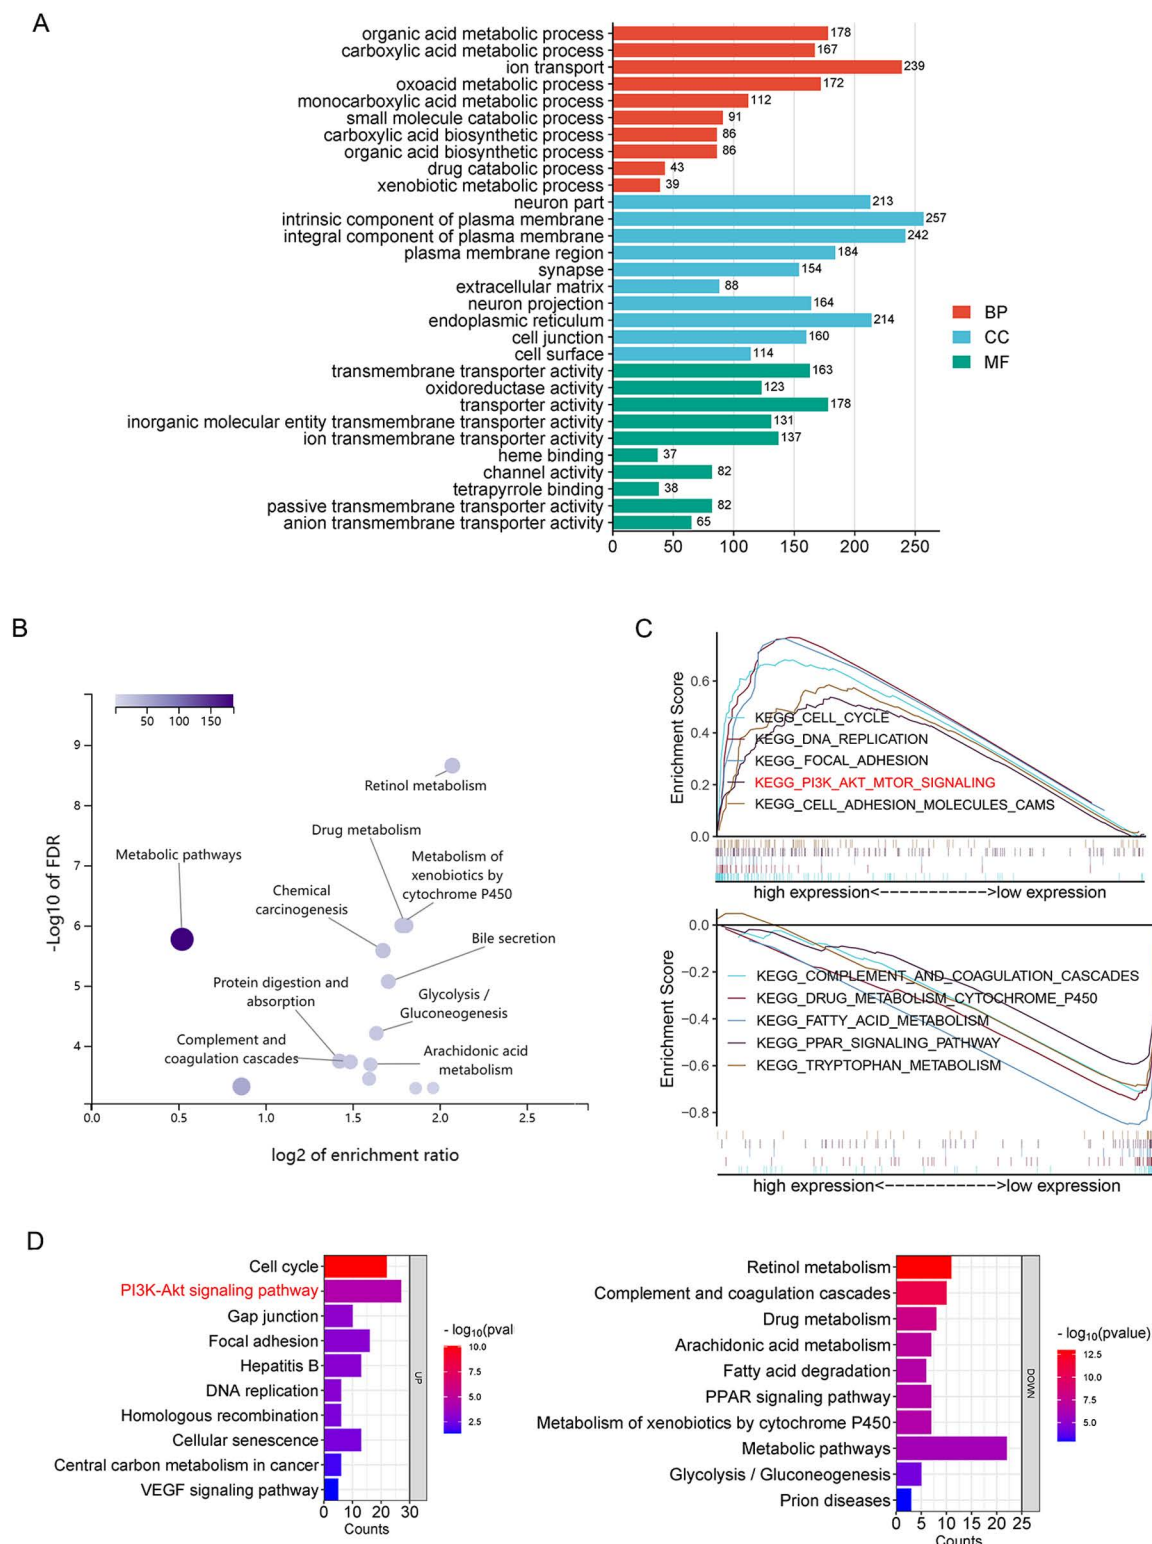 A
organic acid metabolic process 178
carboxylic acid metabolic process 167
ion transport 239
oxoacid metabolic process 172
monocarboxylic acid metabolic process 112
small molecule catabolic process 91
carboxylic acid biosynthetic process 86
organic acid biosynthetic process 86
drug catabolic process 43
xenobiotic metabolic process 39
neuron part 213
intrinsic component of plasma membrane 257
integral component of plasma membrane 242
plasma membrane region 184
synapse 154
extracellular matrix 88
neuron projection 164
endoplasmic reticulum 214
cell junction 160
cell surface 114
transmembrane transporter activity 163
oxidoreductase activity 123
transporter activity 178
inorganic molecular entity transmembrane transporter activity 131
ion transmembrane transporter activity 137
heme binding 37
channel activity 82
tetrapyrrole binding 38
passive transmembrane transporter activity 82
anion transmembrane transporter activity 65
0 50 100 150 200 250
BP
CC
MF
B
50 100 150
-Log10 of FDR
9
8
7
6
5
4
Retinol metabolism
Drug metabolism
Metabolic pathways
Metabolism of
xenobiotics by
cytochrome P450
Chemical
carcinogenesis
Bile secretion
Protein digestion and
absorption
Glycolysis /
Gluconeogenesis
Complement and
coagulation cascades
Arachidonic acid
metabolism
0.0 0.5 1.0 1.5 2.0 2.5
log2 of enrichment ratio
C
Enrichment Score
0.6
0.4
0.2
0.0
KEGG_CELL_CYCLE
KEGG_DNA_REPLICATION
KEGG_FOCAL_ADHESION
KEGG_PI3K_AKT_MTOR_SIGNALING
KEGG_CELL_ADHESION_MOLECULES_CAMS
high expression<------------>low expression
Enrichment Score
0.0
−0.2
−0.4
−0.6
−0.8
KEGG_COMPLEMENT_AND_COAGULATION_CASCADES
KEGG_DRUG_METABOLISM_CYTOCHROME_P450
KEGG_FATTY_ACID_METABOLISM
KEGG_PPAR_SIGNALING_PATHWAY
KEGG_TRYPTOPHAN_METABOLISM
high expression<------------>low expression
D
Cell cycle
PI3K-Akt signaling pathway
Gap junction
Focal adhesion
Hepatitis B
DNA replication
Homologous recombination
Cellular senescence
Central carbon metabolism in cancer
VEGF signaling pathway
0 10 20 30
Counts
UP
- log10(pval
10.0
7.5
5.0
2.5
Retinol metabolism
Complement and coagulation cascades
Drug metabolism
Arachidonic acid metabolism
Fatty acid degradation
PPAR signaling pathway
Metabolism of xenobiotics by cytochrome P450
Metabolic pathways
Glycolysis / Gluconeogenesis
Prion diseases
0 5 10 15 20 25
Counts
DOWN
- log10(pvalue)
12.5
10.0
7.5
5.0